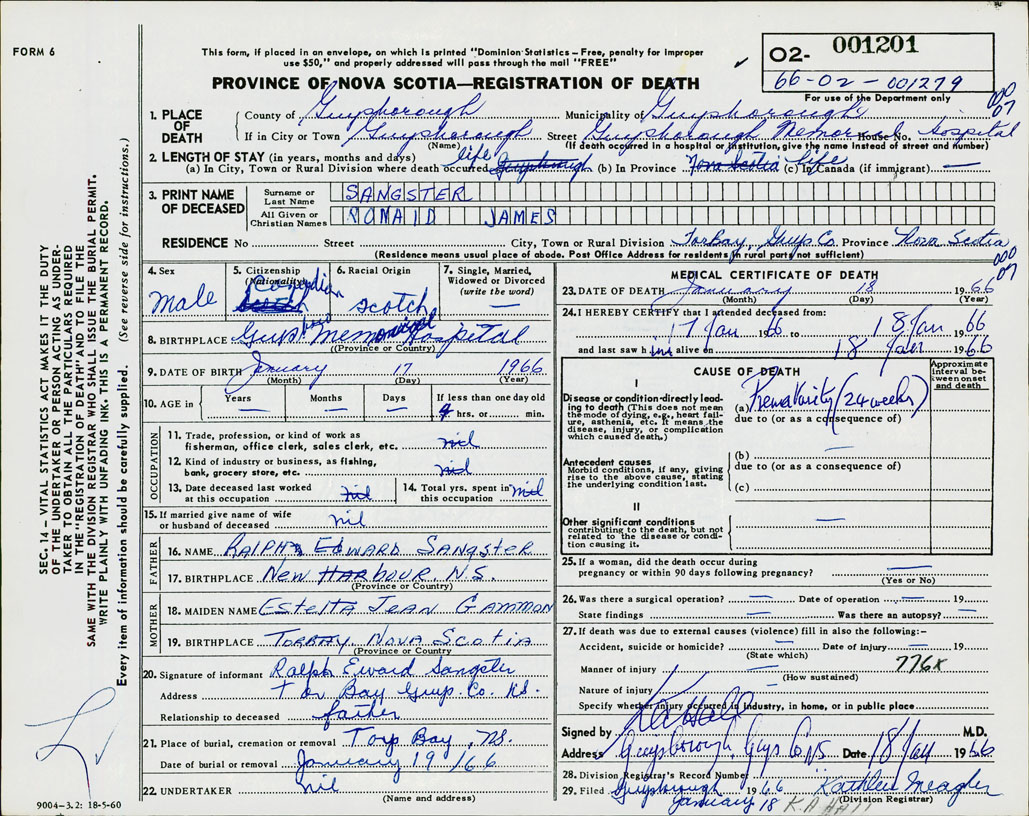 FORM 6
This form, if placed in an envelope, on which is printed "Dominion Statistics – Free, penalty for improper
use $50," and properly addressed will pass through the mail "FREE"
02- 001201
66-02-001279
For use of the Department only
PROVINCE OF NOVA SCOTIA—REGISTRATION OF DEATH
000
07
1. PLACE OF DEATH
County of Guysborough Municipality of Guysborough
If in City or Town Guysborough Street Guysborough Memorial House No. Hospital
(Name) (If death occurred in a hospital or institution, give the name instead of street and number)
2. LENGTH OF STAY (in years, months and days)
(a) In City, Town or Rural Division where death occurred life Guysborough (b) In Province Nova Scotia life (c) In Canada (if immigrant) —
3. PRINT NAME OF DECEASED
Surname or Last Name SANGSTER
All Given or Christian Names RONALD JAMES
RESIDENCE No Street City, Town or Rural Division TorBay, Guys Co. Province Nova Scotia
(Residence means usual place of abode. Post Office Address for residents in rural parts not sufficient)
000
07
4. Sex male
5. Citizenship (Nationality) Canadian Scotch
6. Racial Origin scotch
7. Single, Married, Widowed or Divorced (write the word) —
8. BIRTHPLACE Guysboro Memorial Hospital
(Province or Country)
9. DATE OF BIRTH January 17 1966
(Month) (Day) (Year)
10. AGE in Years — Months — Days — If less than one day old
9 hrs. or min.
OCCUPATION
11. Trade, profession, or kind of work as fisherman, office clerk, sales clerk, etc. nil
12. Kind of industry or business, as fishing, bank, grocery store, etc. nil
13. Date deceased last worked at this occupation nil
14. Total yrs. spent in this occupation nil
15. If married give name of wife or husband of deceased nil
FATHER
16. NAME RALPH EDWARD SANGSTER
17. BIRTHPLACE NEW HARBOUR, N.S.
(Province or Country)
MOTHER
18. MAIDEN NAME Estella Jean GAMMON
19. BIRTHPLACE TORBAY, NOVA SCOTIA
(Province or Country)
20. Signature of informant Ralph Eward Sangster
Address Tor Bay Guys. Co. N.S.
Relationship to deceased father
21. Place of burial, cremation or removal Tor Bay, N.S.
Date of burial or removal January 19/66
22. UNDERTAKER nil
(Name and address)
MEDICAL CERTIFICATE OF DEATH
23. DATE OF DEATH January 18 1966
(Month) (Day)
24. I HEREBY CERTIFY that I attended deceased from:
17 Jan 66 to 18 Jan 1966
and last saw him alive on 18 Jan 1966
CAUSE OF DEATH
Approximate interval between onset and death
I
Disease or condition directly leading to death (This does not mean the mode of dying, e.g., heart failure, asthenia, etc. It means the disease, injury, or complication which caused death.)
(a) Prematurity (24 weeks)
due to (or as a consequence of)
Antecedent causes
Morbid conditions, if any, giving rise to the above cause, stating the underlying condition last.
(b) —
due to (or as a consequence of)
(c)
II
Other significant conditions contributing to the death, but not related to the disease or condition causing it.
—
25. If a woman, did the death occur during pregnancy or within 90 days following pregnancy? —
(Yes or No)
26. Was there a surgical operation? — Date of operation — 19
State findings — Was there an autopsy? —
27. If death was due to external causes (violence) fill in also the following:–
Accident, suicide or homicide? — Date of injury — 19
(State which)
776X
Manner of injury —
(How sustained)
Nature of injury —
Specify whether injury occurred in industry, in home, or in public place
Signed by K A Hall M.D.
Address Guysborough, Guys Co NS Date 18 Jan 1966
28. Division Registrar's Record Number
29. Filed Guysborough 1966 Kathleen Meagher
January 18 K. A HALL (Division Registrar)
SEC. 14 – VITAL STATISTICS ACT MAKES IT THE DUTY
OF THE UNDERTAKER OR PERSON ACTING AS UNDERTAKER
TO OBTAIN ALL THE PARTICULARS REQUIRED
IN THE "REGISTRATION OF DEATH" AND TO FILE THE
SAME WITH THE DIVISION REGISTRAR WHO SHALL ISSUE THE BURIAL PERMIT.
WRITE PLAINLY WITH UNFADING INK. THIS IS A PERMANENT RECORD.
Every item of information should be carefully supplied. (See reverse side for instructions.)
9004–3.2: 18-5-60